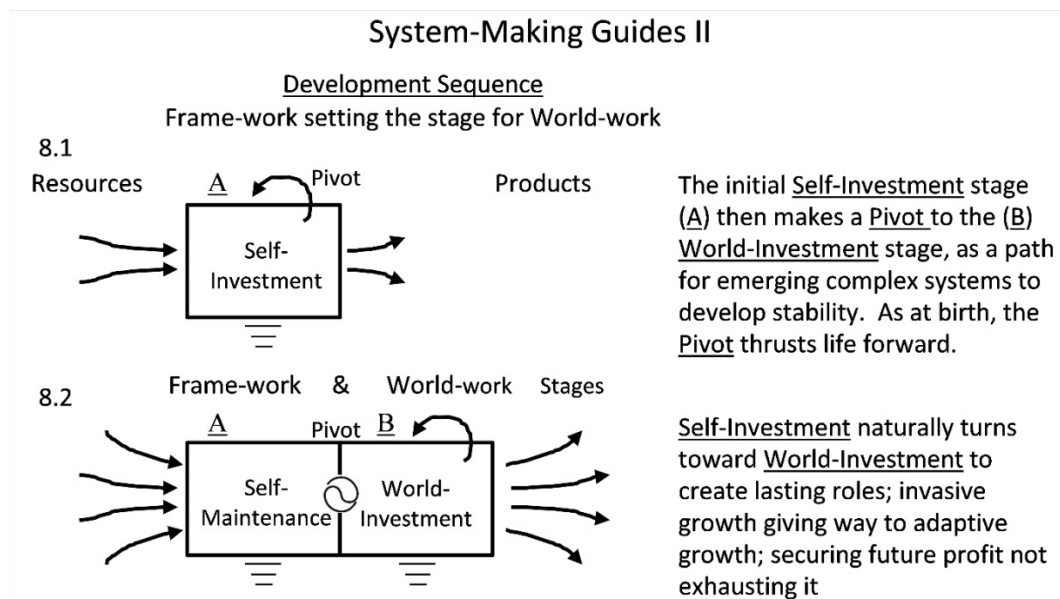 System-Making Guides II
Development Sequence
Frame-work setting the stage for World-work
8.1
Resources
A
Pivot
Products
Self-
Investment
The initial Self-Investment stage
(A) then makes a Pivot to the (B)
World-Investment stage, as a path
for emerging complex systems to
develop stability. As at birth, the
Pivot thrusts life forward.
8.2
Frame-work & World-work Stages
A
Pivot
B
Self-
Maintenance
World-
Investment
Self-Investment naturally turns
toward World-Investment to
create lasting roles; invasive
growth giving way to adaptive
growth; securing future profit not
exhausting it